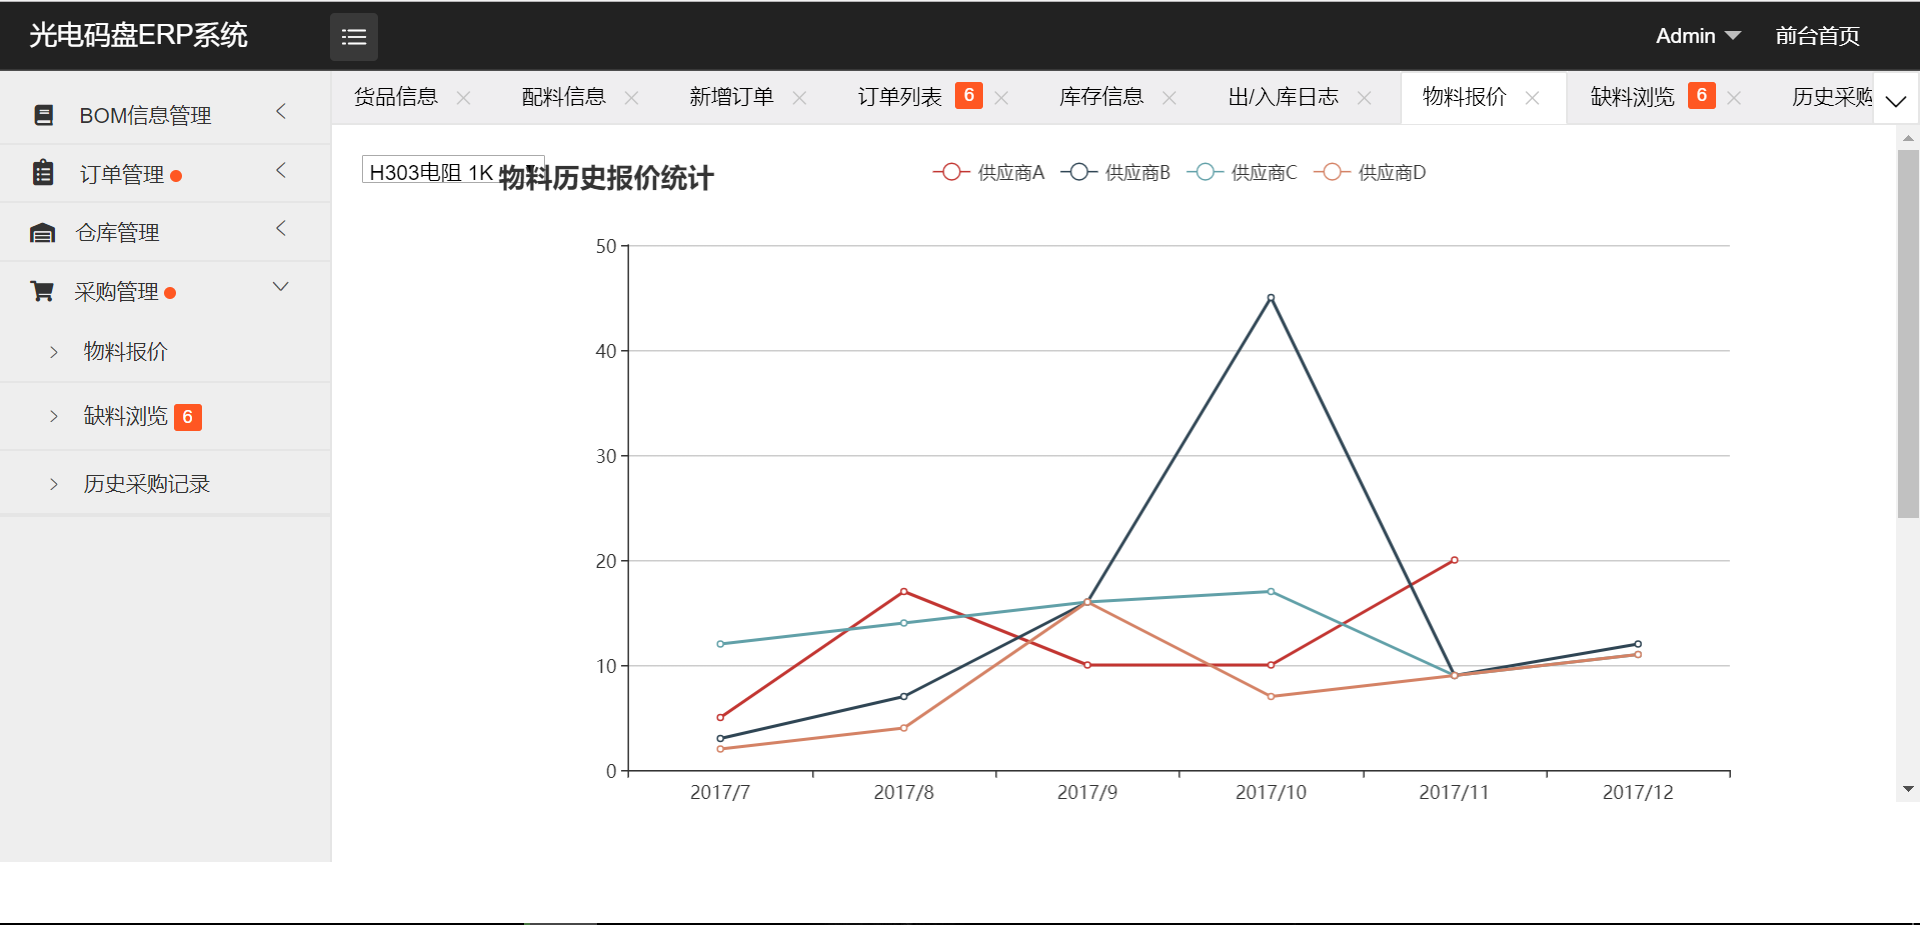 光电码盘ERP系统
Admin 前台首页
货品信息 配料信息 新增订单 订单列表 6 库存信息 出/入库日志 物料报价 缺料浏览 6 历史采购
BOM信息管理
订单管理
仓库管理
采购管理
物料报价
缺料浏览 6
历史采购记录
H303电阻 1K 物料历史报价统计
供应商A 供应商B 供应商C 供应商D
50
40
30
20
10
0
2017/7 2017/8 2017/9 2017/10 2017/11 2017/12